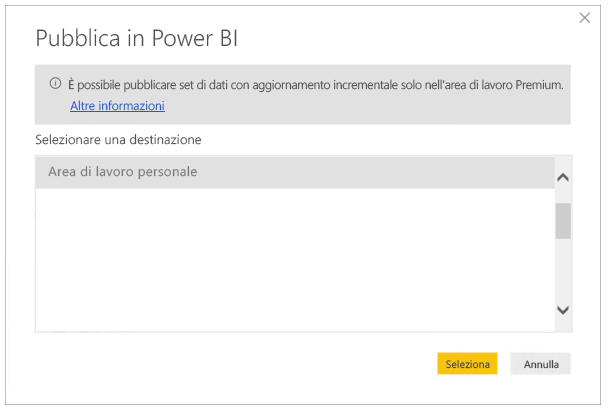 Pubblica in Power BI
È possibile pubblicare set di dati con aggiornamento incrementale solo nell'area di lavoro Premium.
Altre informazioni
Selezionare una destinazione
Area di lavoro personale
Seleziona
Annulla